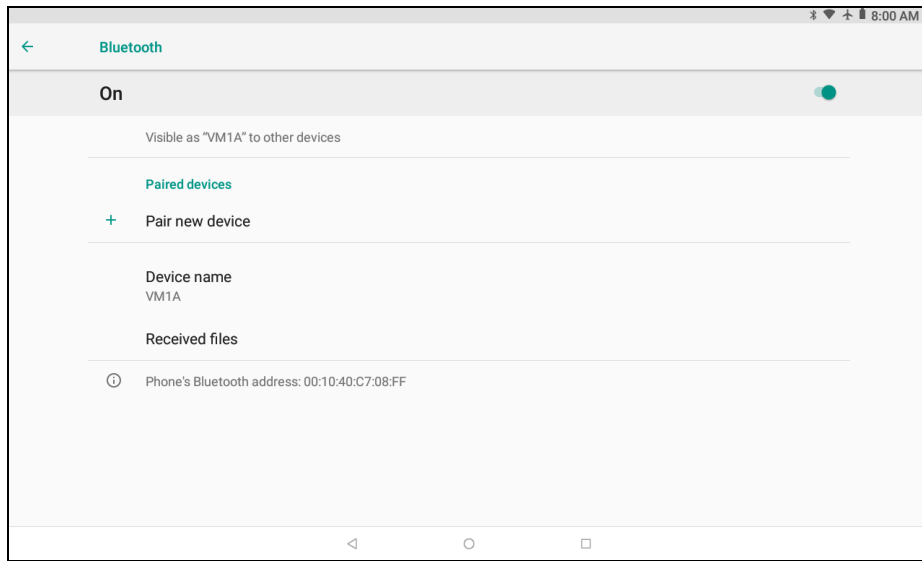 8:00 AM
Bluetooth
On
Visible as “VM1A” to other devices
Paired devices
Pair new device
Device name
VM1A
Received files
Phone's Bluetooth address: 00:10:40:C7:08:FF